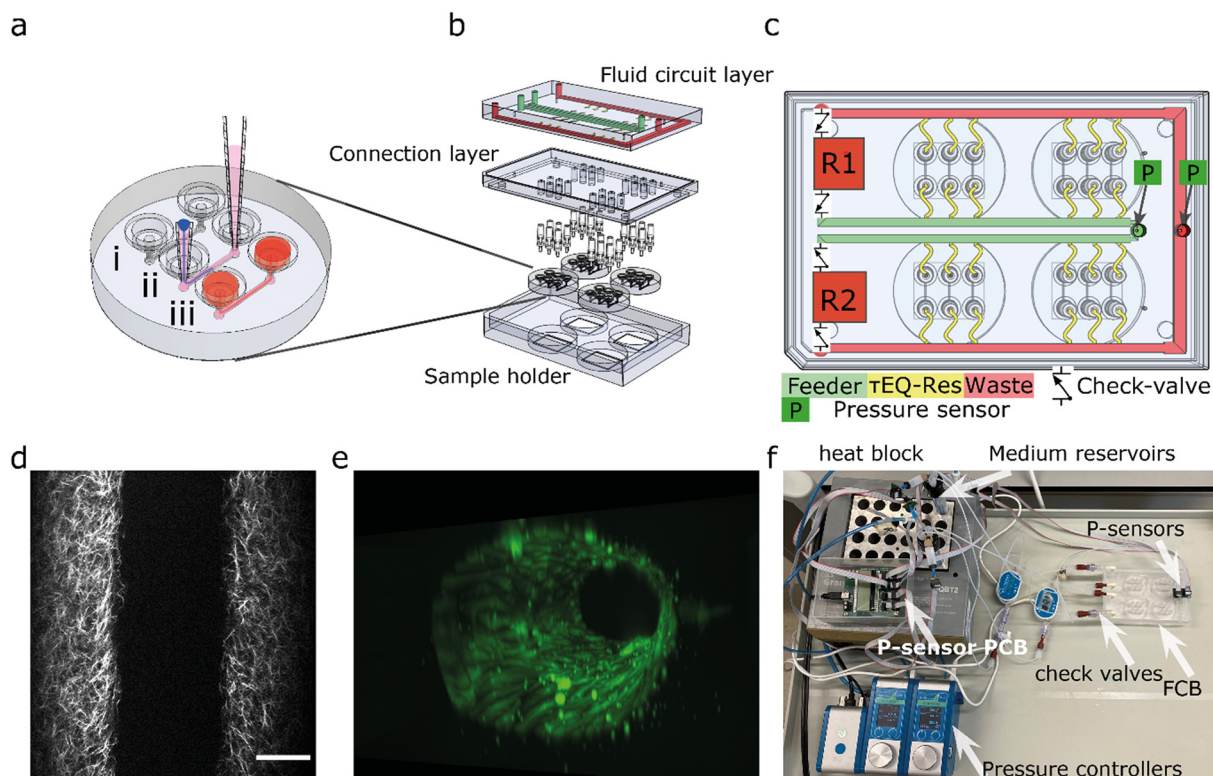 a
b
c
Fluid circuit layer
Connection layer
Sample holder
i
ii
iii
R1
R2
P
P
Feeder
τEQ-Res
Waste
Check-valve
P
Pressure sensor
d
e
f
heat block
Medium reservoirs
P-sensors
QBT2
P-sensor PCB
check valves
FCB
Pressure controllers